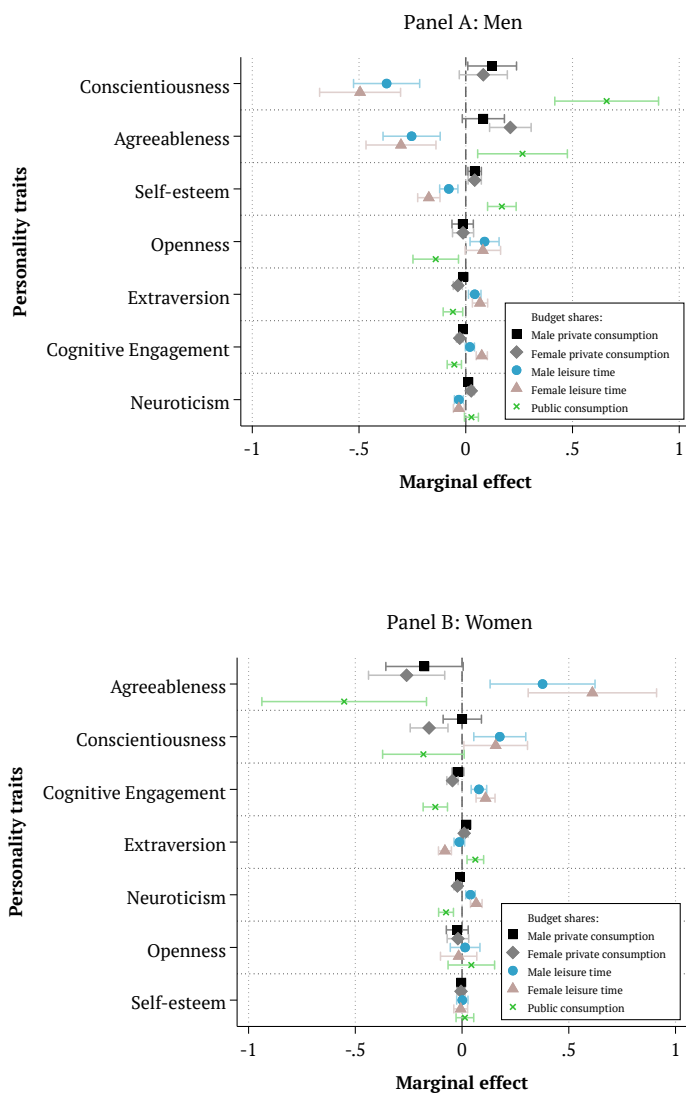 Panel A: Men
Personality traits
Conscientiousness
Agreeableness
Self-esteem
Openness
Extraversion
Cognitive Engagement
Neuroticism
Budget shares:
Male private consumption
Female private consumption
Male leisure time
Female leisure time
Public consumption
-1 -.5 0 .5 1
Marginal effect
Panel B: Women
Personality traits
Agreeableness
Conscientiousness
Cognitive Engagement
Extraversion
Neuroticism
Openness
Self-esteem
Budget shares:
Male private consumption
Female private consumption
Male leisure time
Female leisure time
Public consumption
-1 -.5 0 .5 1
Marginal effect